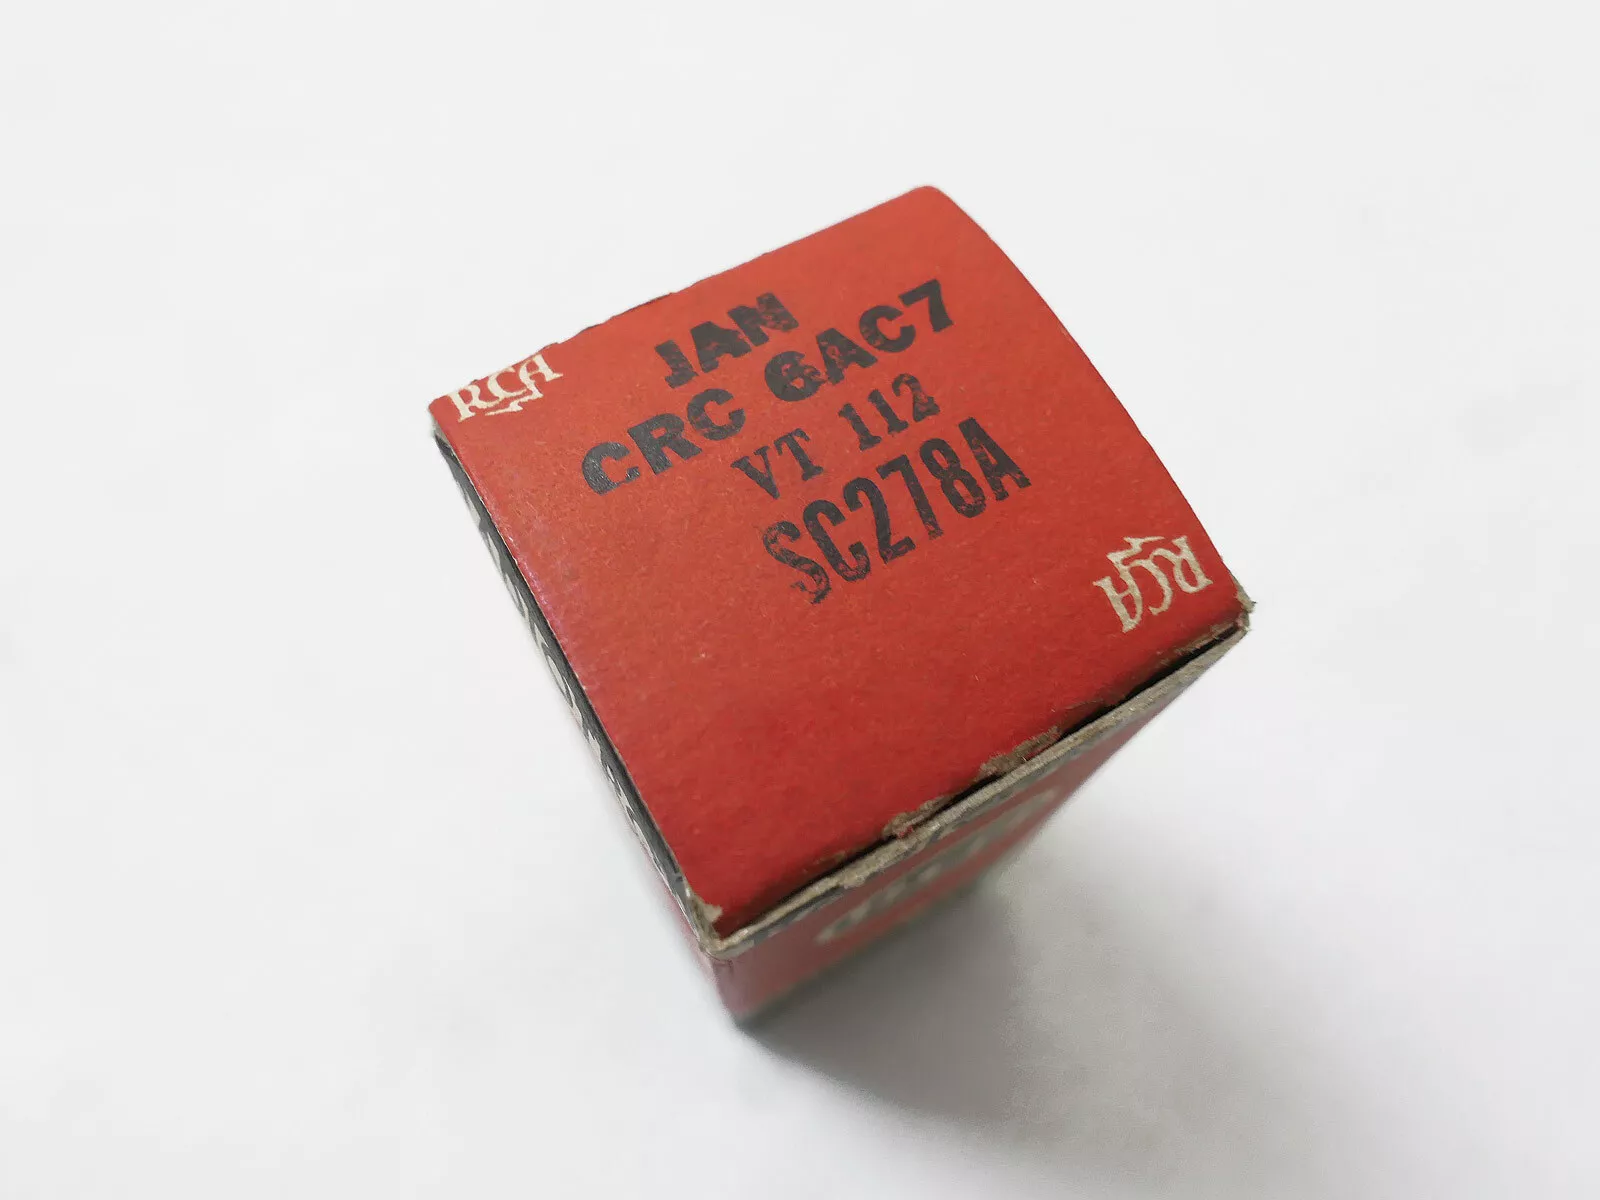 RCA
JAN
CRC 6AC7
VT 112
SC278A
RCA